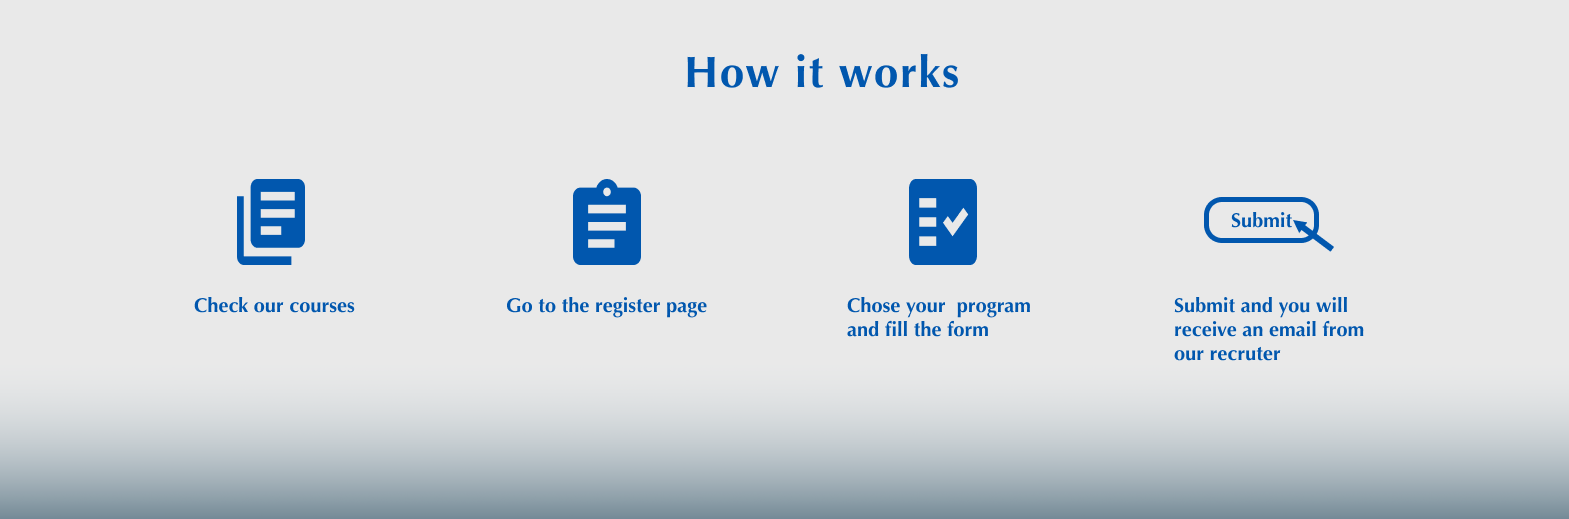 How it works
Submit
Check our courses
Go to the register page
Chose your  program
and fill the form
Submit and you will
receive an email from
our recruter